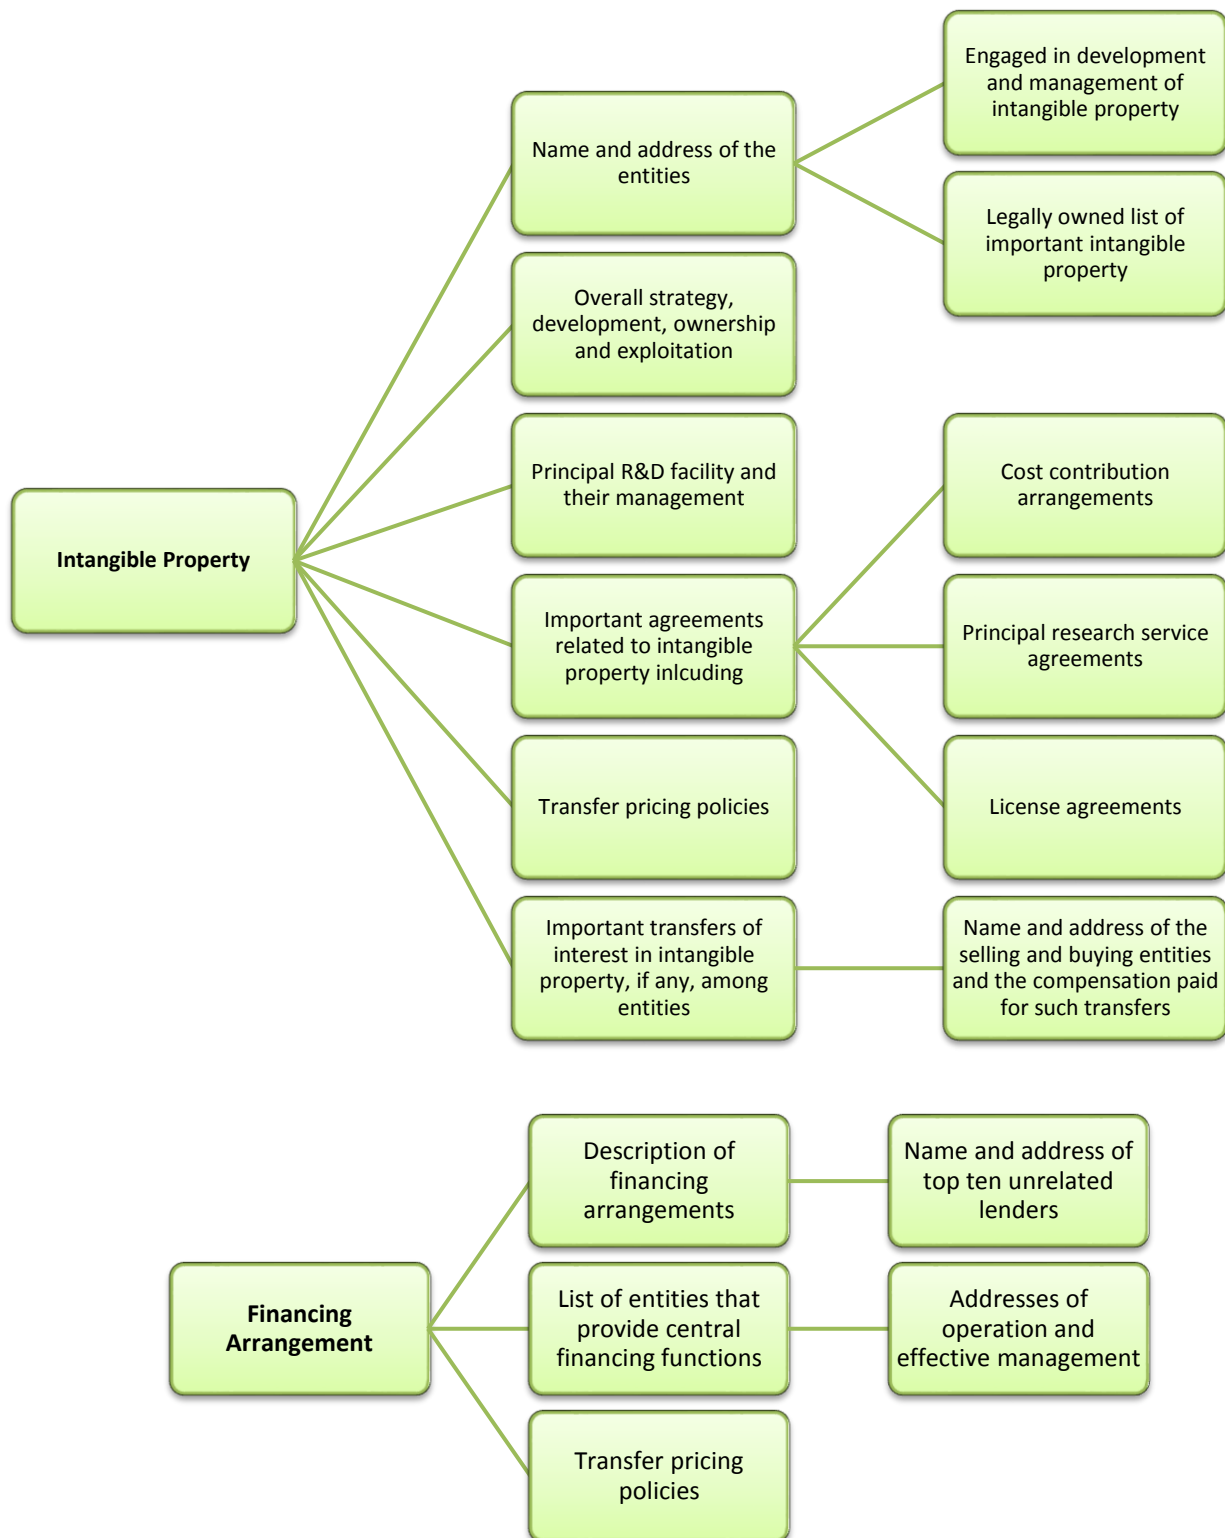 Intangible Property
Name and address of the
entities
Engaged in development
and management of
intangible property
Legally owned list of
important intangible
property
Overall strategy,
development, ownership
and exploitation
Principal R&D facility and
their management
Important agreements
related to intangible
property inlcuding
Cost contribution
arrangements
Principal research service
agreements
License agreements
Transfer pricing policies
Important transfers of
interest in intangible
property, if any, among
entities
Name and address of the
selling and buying entities
and the compensation paid
for such transfers
Financing
Arrangement
Description of
financing
arrangements
Name and address of
top ten unrelated
lenders
List of entities that
provide central
financing functions
Addresses of
operation and
effective management
Transfer pricing
policies